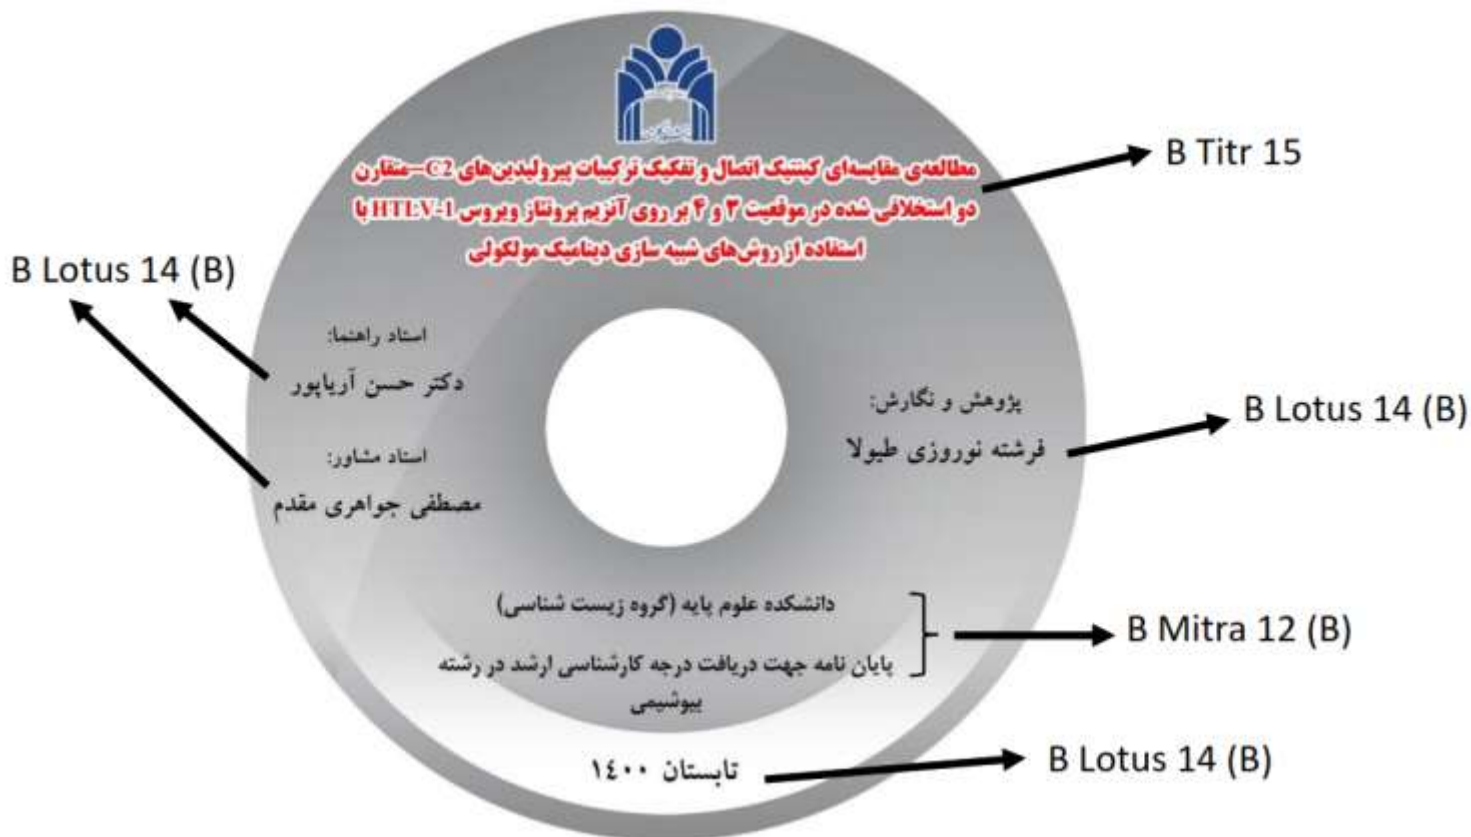 مطالعه‌ی مقایسه‌ای کینتیک اتصال و تفکیک ترکیبات پیرولیدین‌های C2-متقارن
دو استخلافی شده در موقعیت ۳ و ۴ بر روی آنزیم پروتئاز ویروس HTLV-1 با
استفاده از روش‌های شبیه سازی دینامیک مولکولی
B Titr 15
B Lotus 14 (B)
استاد راهنما:
دکتر حسن آریاپور
استاد مشاور:
مصطفی جواهری مقدم
پژوهش و نگارش:
فرشته نوروزی طیولا
B Lotus 14 (B)
دانشکده علوم پایه (گروه زیست شناسی)
پایان نامه جهت دریافت درجه کارشناسی ارشد در رشته
بیوشیمی
B Mitra 12 (B)
تابستان ١٤٠٠
B Lotus 14 (B)